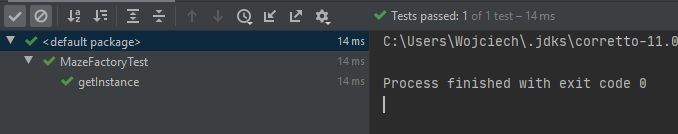 Tests passed: 1 of 1 test – 14 ms
<default package> 14 ms
MazeFactoryTest 14 ms
getInstance 14 ms
C:\Users\Wojciech\.jdks\corretto-11.0
Process finished with exit code 0